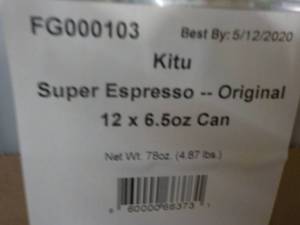 FG000103 Best By: 5/12/2020
Kitu
Super Espresso -- Original
12 x 6.5oz Can
Net Wt: 78oz. (4.87 lbs.)